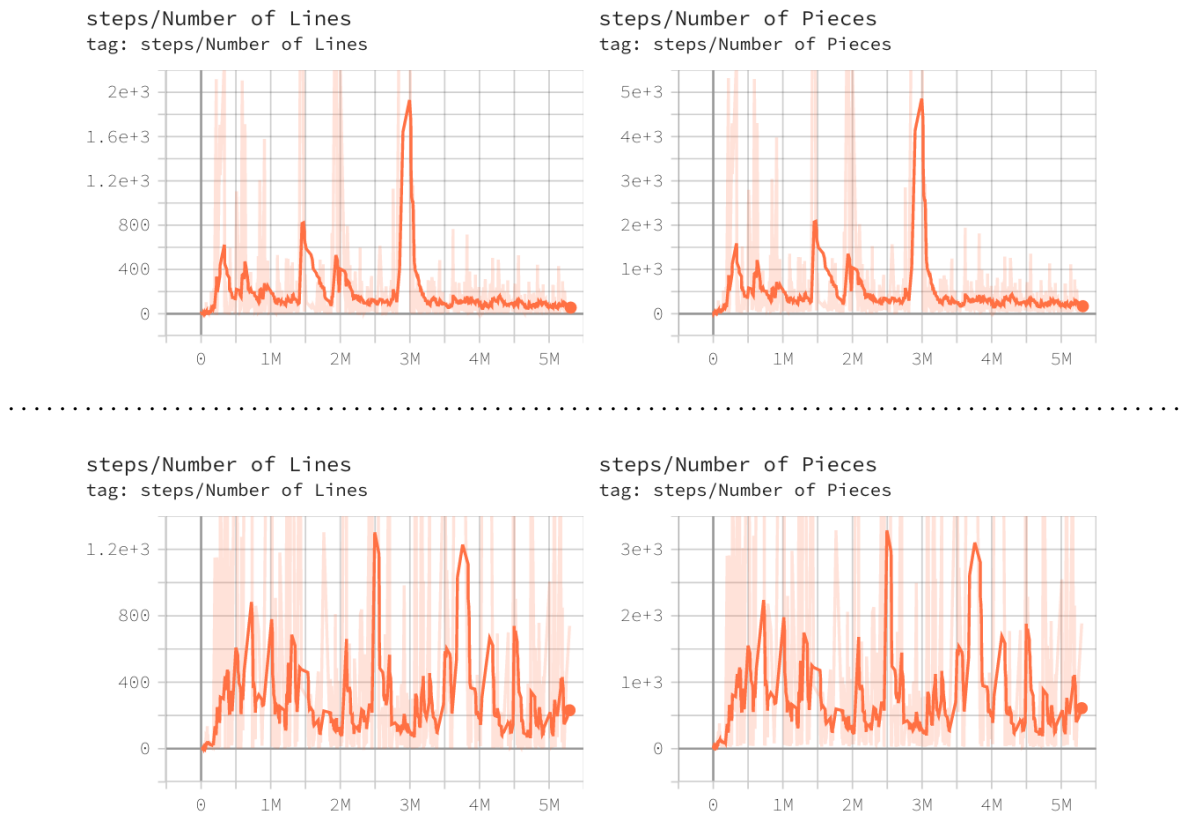 steps/Number of Lines
tag: steps/Number of Lines
2e+3
1.6e+3
1.2e+3
800
400
0
0 1M 2M 3M 4M 5M
steps/Number of Pieces
tag: steps/Number of Pieces
5e+3
4e+3
3e+3
2e+3
1e+3
0
0 1M 2M 3M 4M 5M
steps/Number of Lines
tag: steps/Number of Lines
1.2e+3
800
400
0
0 1M 2M 3M 4M 5M
steps/Number of Pieces
tag: steps/Number of Pieces
3e+3
2e+3
1e+3
0
0 1M 2M 3M 4M 5M